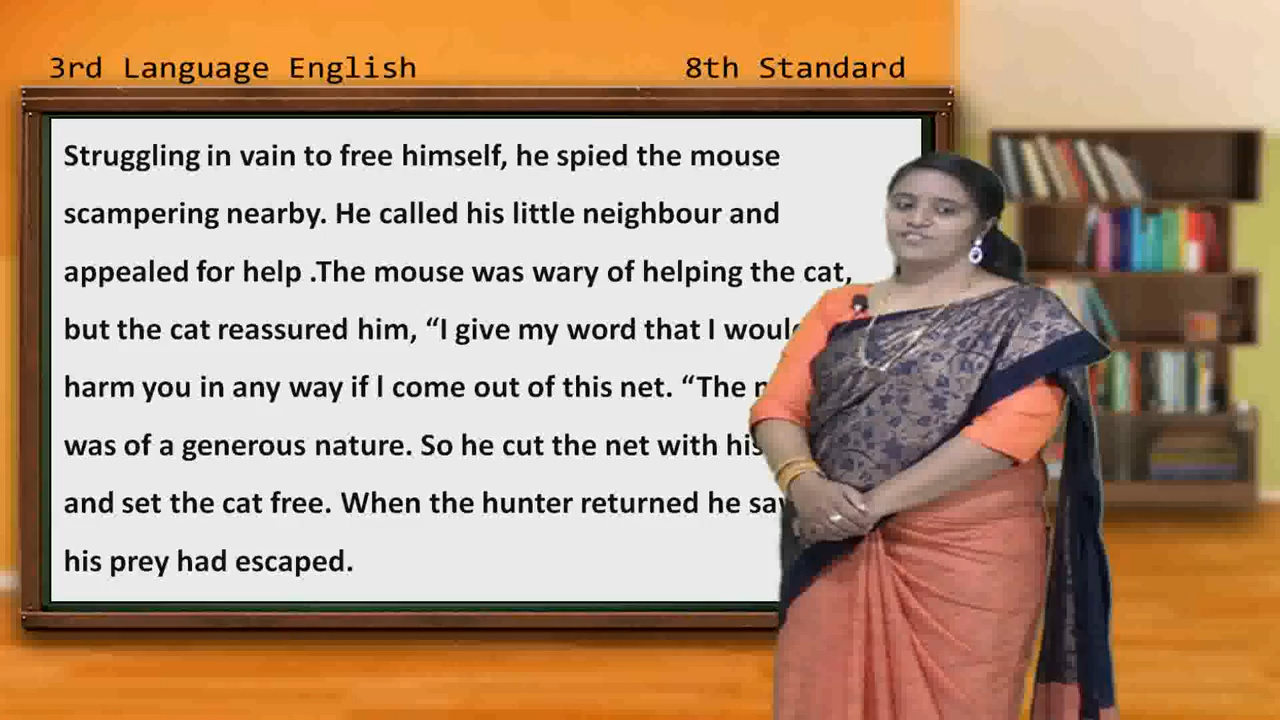 3rd Language English 8th Standard
Struggling in vain to free himself, he spied the mouse
scampering nearby. He called his little neighbour and
appealed for help .The mouse was wary of helping the cat,
but the cat reassured him, “I give my word that I
harm you in any way if l come out of this net. “The
was of a generous nature. So he cut the net with his
and set the cat free. When the hunter returned he
his prey had escaped.